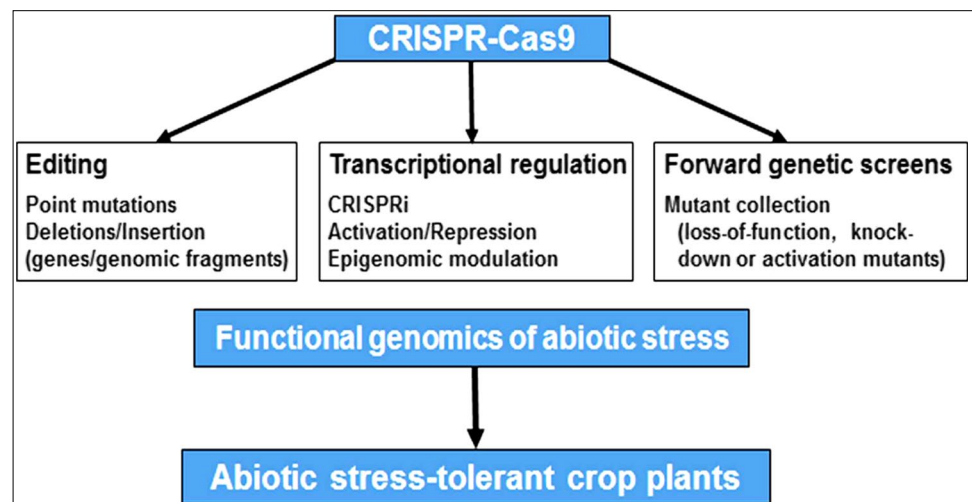 CRISPR-Cas9
Editing
Point mutations
Deletions/Insertion
(genes/genomic fragments)
Transcriptional regulation
CRISPRi
Activation/Repression
Epigenomic modulation
Forward genetic screens
Mutant collection
(loss-of-function, knock-
down or activation mutants)
Functional genomics of abiotic stress
Abiotic stress-tolerant crop plants